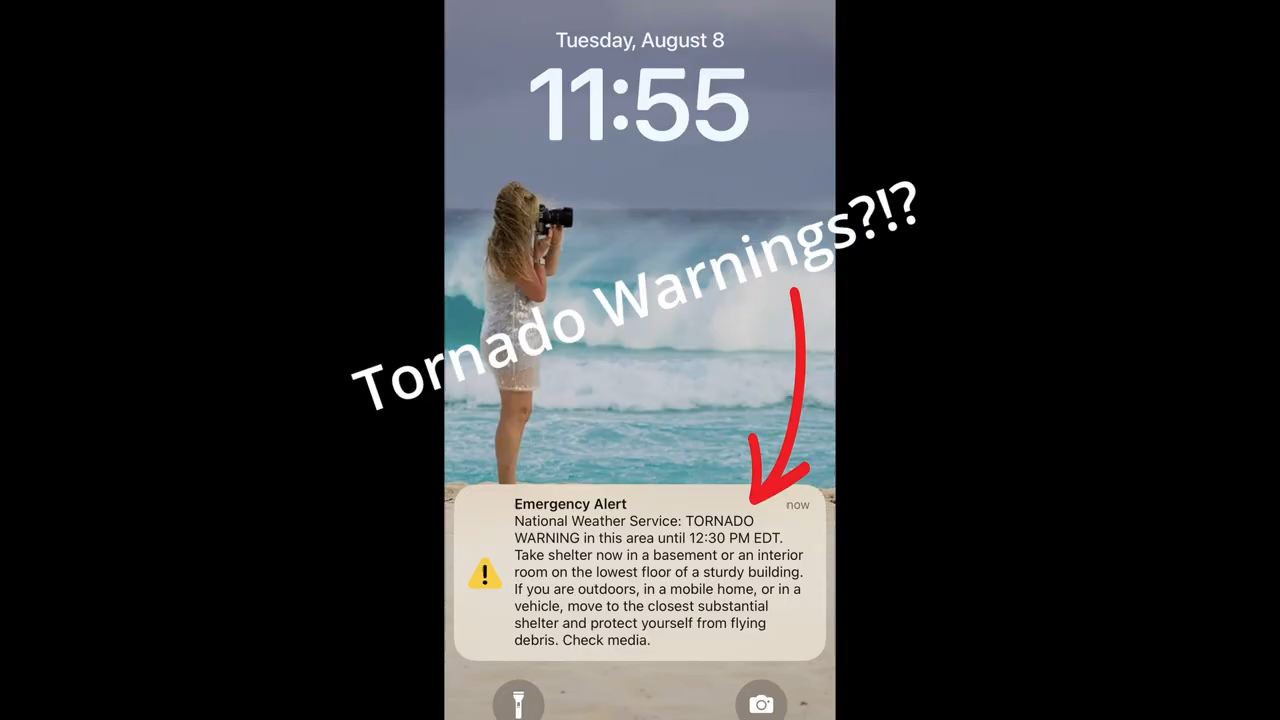 Tuesday, August 8
11:55
Tornado Warnings?!?
Emergency Alert
now
National Weather Service: TORNADO
WARNING in this area until 12:30 PM EDT.
Take shelter now in a basement or an interior
room on the lowest floor of a sturdy building.
If you are outdoors, in a mobile home, or in a
vehicle, move to the closest substantial
shelter and protect yourself from flying
debris. Check media.